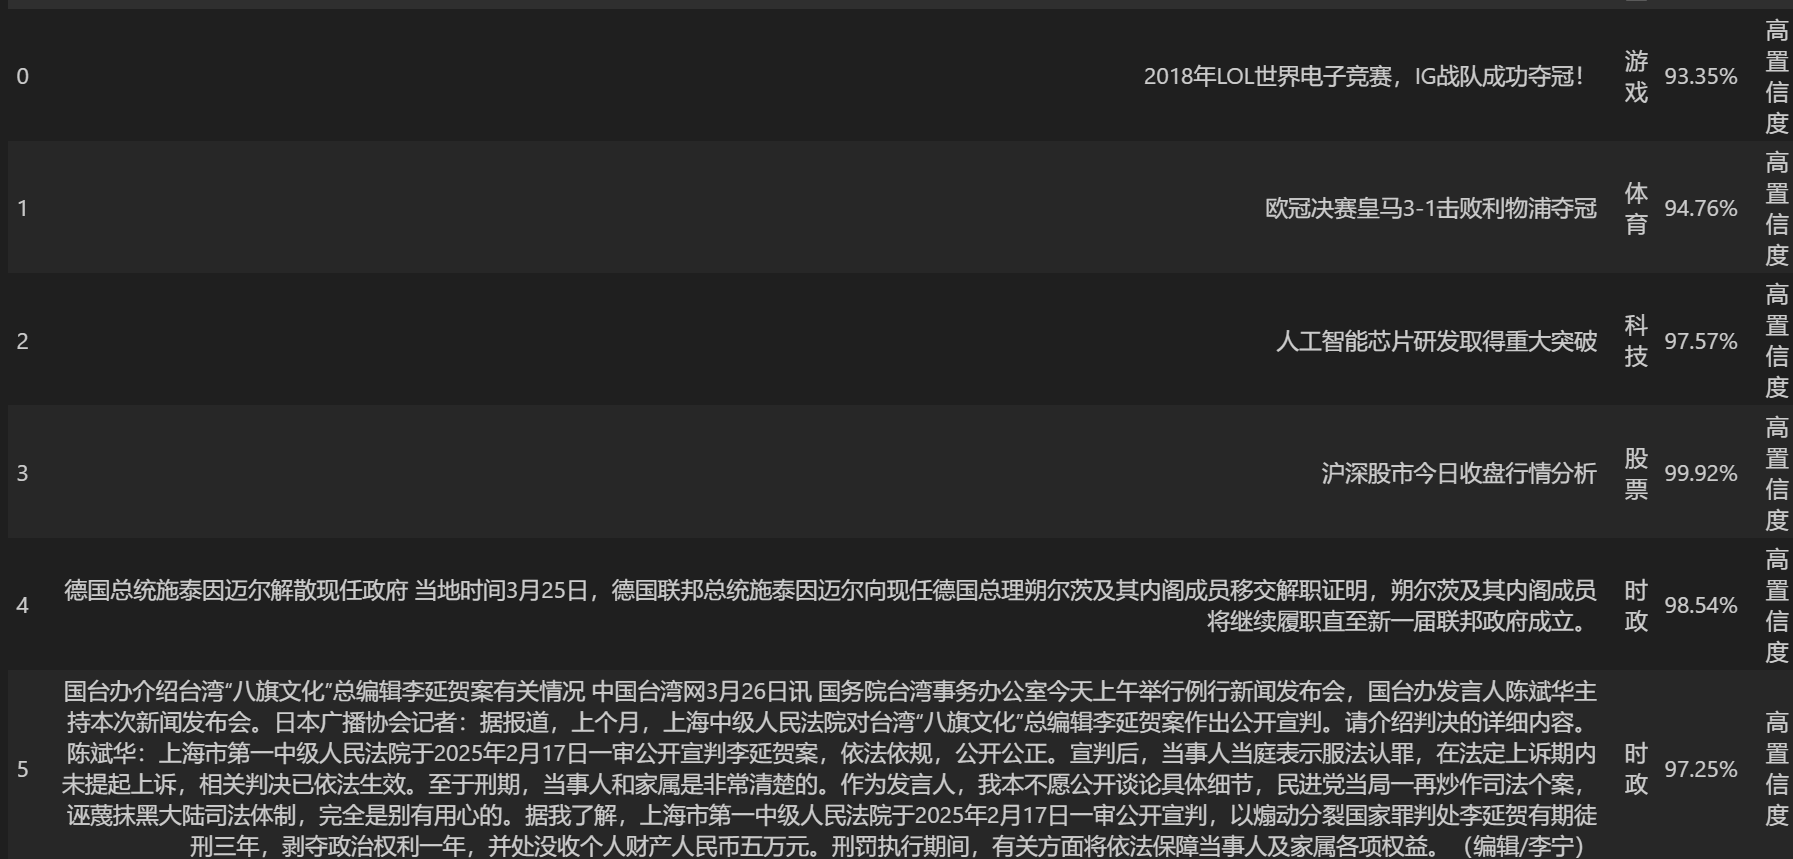 0 2018年LOL世界电子竞赛，IG战队成功夺冠！ 游戏 93.35% 高置信度
1 欧冠决赛皇马3-1击败利物浦夺冠 体育 94.76% 高置信度
2 人工智能芯片研发取得重大突破 科技 97.57% 高置信度
3 沪深股市今日收盘行情分析 股票 99.92% 高置信度
4 德国总统施泰因迈尔解散现任政府 当地时间3月25日，德国联邦总统施泰因迈尔向现任德国总理朔尔茨及其内阁成员移交解职证明，朔尔茨及其内阁成员
将继续履职直至新一届联邦政府成立。 时政 98.54% 高置信度
5 国台办介绍台湾“八旗文化”总编辑李延贺案有关情况 中国台湾网3月26日讯 国务院台湾事务办公室今天上午举行例行新闻发布会，国台办发言人陈斌华主
持本次新闻发布会。日本广播协会记者：据报道，上个月，上海中级人民法院对台湾“八旗文化”总编辑李延贺案作出公开宣判。请介绍判决的详细内容。
陈斌华：上海市第一中级人民法院于2025年2月17日一审公开宣判李延贺案，依法依规，公开公正。宣判后，当事人当庭表示服法认罪，在法定上诉期内
未提起上诉，相关判决已依法生效。至于刑期，当事人和家属是非常清楚的。作为发言人，我本不愿公开谈论具体细节，民进党当局一再炒作司法个案，
诬蔑抹黑大陆司法体制，完全是别有用心的。据我了解，上海市第一中级人民法院于2025年2月17日一审公开宣判，以煽动分裂国家罪判处李延贺有期徒
刑三年，剥夺政治权利一年，并处没收个人财产人民币五万元。刑罚执行期间，有关方面将依法保障当事人及家属各项权益。（编辑/李宁） 时政 97.25% 高置信度